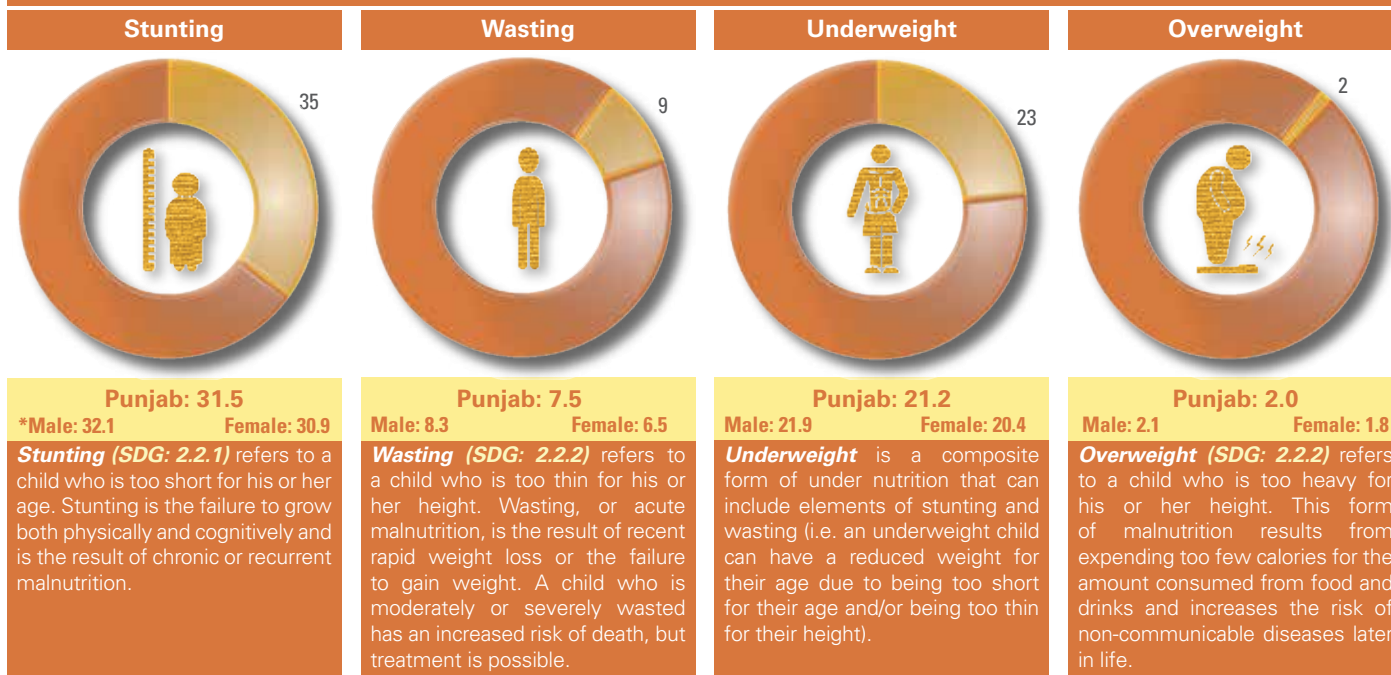 Stunting
35
Punjab: 31.5
*Male: 32.1 Female: 30.9
Stunting (SDG: 2.2.1) refers to a
child who is too short for his or her
age. Stunting is the failure to grow
both physically and cognitively and
is the result of chronic or recurrent
malnutrition.
Wasting
9
Punjab: 7.5
Male: 8.3 Female: 6.5
Wasting (SDG: 2.2.2) refers to
a child who is too thin for his or
her height. Wasting, or acute
malnutrition, is the result of recent
rapid weight loss or the failure
to gain weight. A child who is
moderately or severely wasted
has an increased risk of death, but
treatment is possible.
Underweight
23
Punjab: 21.2
Male: 21.9 Female: 20.4
Underweight is a composite
form of under nutrition that can
include elements of stunting and
wasting (i.e. an underweight child
can have a reduced weight for
their age due to being too short
for their age and/or being too thin
for their height).
Overweight
2
Punjab: 2.0
Male: 2.1 Female: 1.8
Overweight (SDG: 2.2.2) refers
to a child who is too heavy for
his or her height. This form
of malnutrition results from
expending too few calories for the
amount consumed from food and
drinks and increases the risk of
non-communicable diseases later
in life.